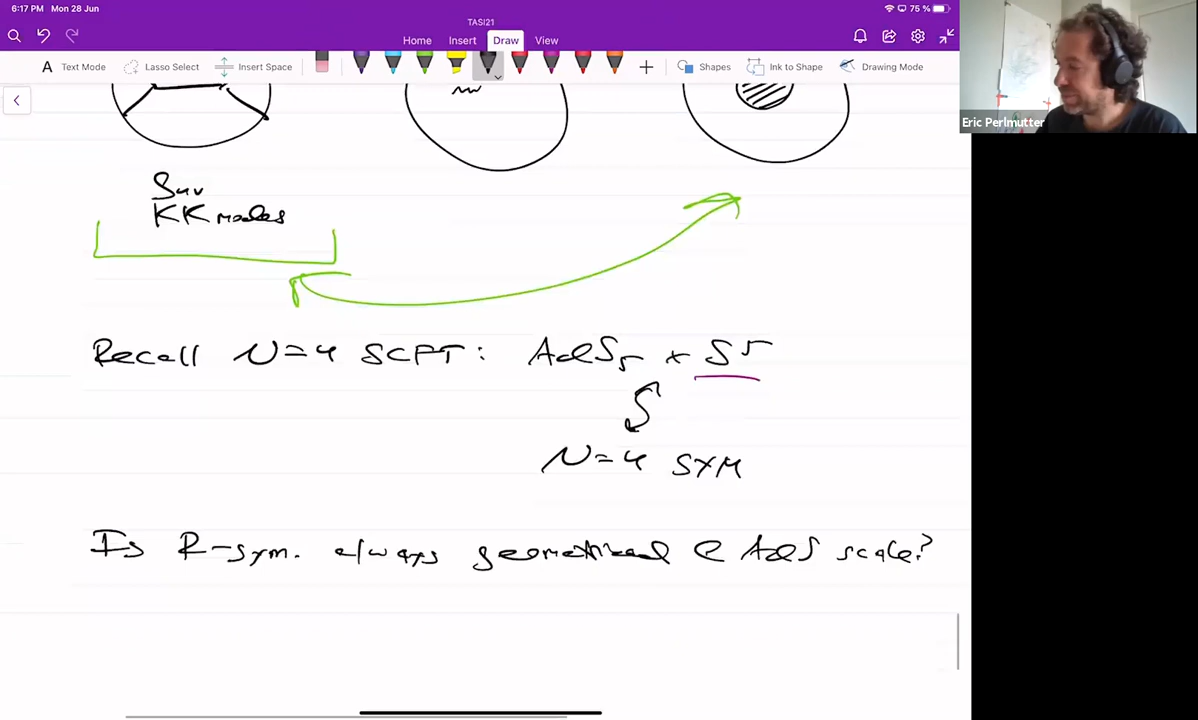 6:17 PM Mon 28 Jun
75 %
TASI21
Home Insert Draw View
A Text Mode Lasso Select Insert Space + Shapes Ink to Shape Drawing Mode
Eric Perlmutter
KK modes
Recall N=4 SCFT: AdS5 x S5
N=4 SYM
Is R-sym. always geometrized @ AdS scale?